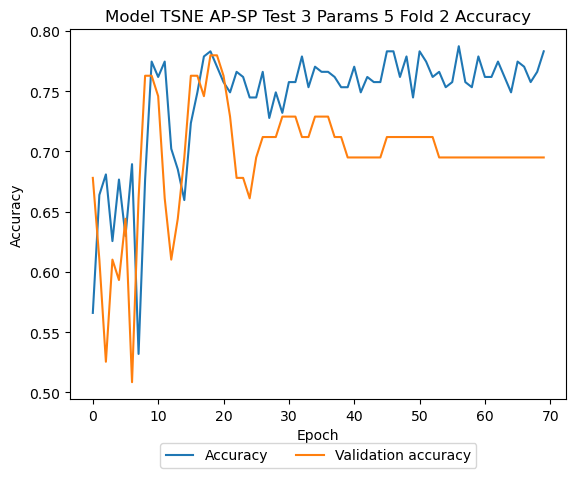 Model TSNE AP-SP Test 3 Params 5 Fold 2 Accuracy
Accuracy
0.80
0.75
0.70
0.65
0.60
0.55
0.50
0 10 20 30 40 50 60 70
Epoch
Accuracy Validation accuracy